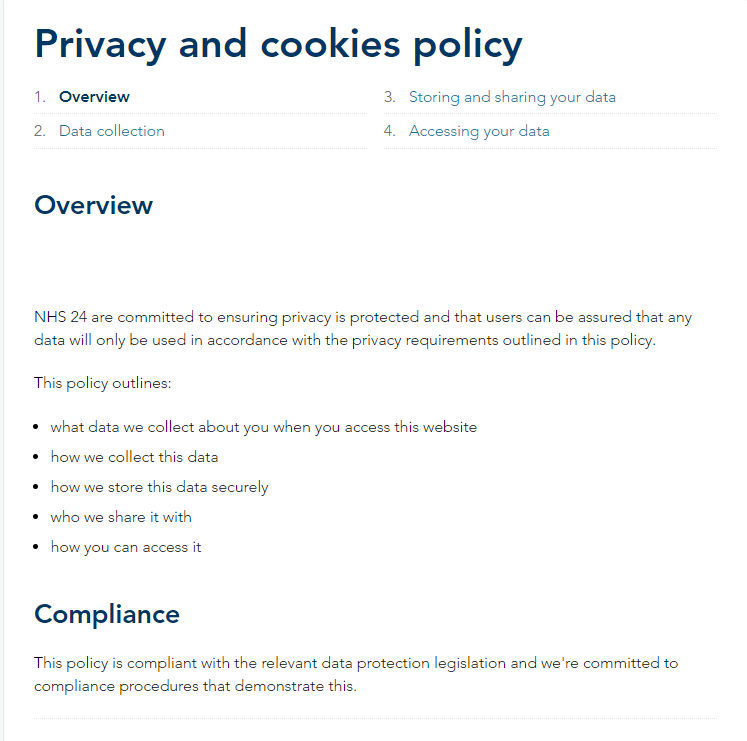 Privacy and cookies policy
1. Overview
2. Data collection
3. Storing and sharing your data
4. Accessing your data
Overview
NHS 24 are committed to ensuring privacy is protected and that users can be assured that any
data will only be used in accordance with the privacy requirements outlined in this policy.
This policy outlines:
• what data we collect about you when you access this website
• how we collect this data
• how we store this data securely
• who we share it with
• how you can access it
Compliance
This policy is compliant with the relevant data protection legislation and we're committed to
compliance procedures that demonstrate this.